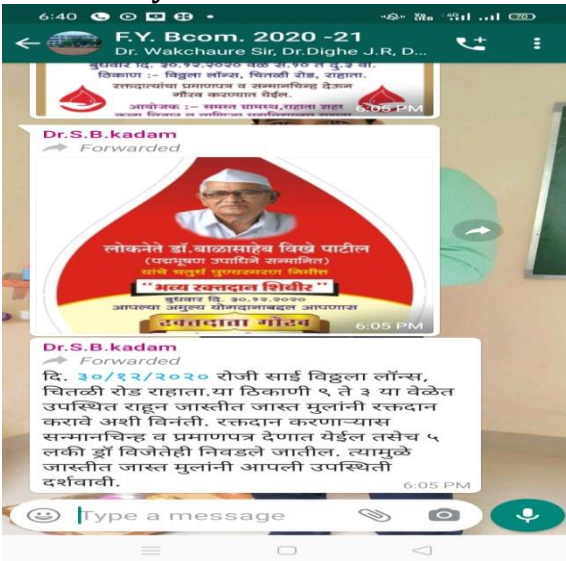 6:40
70
F.Y. Bcom. 2020 -21
Dr. Wakchaure Sir, Dr.Dighe J.R, D...
बुधवार दि. ३०.१२.२०२० वेळ स.१० ते दु.३ वा.
ठिकाण :- विठ्ठला लॉन्स, चितळी रोड, राहाता.
रक्तदात्यांचा प्रमाणपत्र व सन्मानचिन्ह देऊन
गौरव करण्यात येईल.
आयोजक :- समस्त ग्रामस्थ,राहाता शहर
6:05 PM
Dr.S.B.kadam
Forwarded
लोकनेते डॉ.बाळासाहेब विखे पाटील
(पद्मभूषण उपाधिने सन्मानित)
यांचे चतुर्थ पुण्यस्मरण निमीत्त
"भव्य रक्तदान शिबीर"
बुधवार दि. ३०.१२.२०२०
आपल्या अमुल्य योगदानाबद्दल आपणास
रक्तदाता गौरव
6:05 PM
Dr.S.B.kadam
Forwarded
दि. ३०/१२/२०२० रोजी साई विठ्ठला लॉन्स,
चितळी रोड राहाता.या ठिकाणी ९ ते ३ या वेळेत
उपस्थित राहून जास्तीत जास्त मुलांनी रक्तदान
करावे अशी विनंती. रक्तदान करणाऱ्यास
सन्मानचिन्ह व प्रमाणपत्र देणात येईल तसेच ५
लकी ड्रॉ विजेतेही निवडले जातील. त्यामुळे
जास्तीत जास्त मुलांनी आपली उपस्थिती
दर्शवावी.
6:05 PM
Type a message